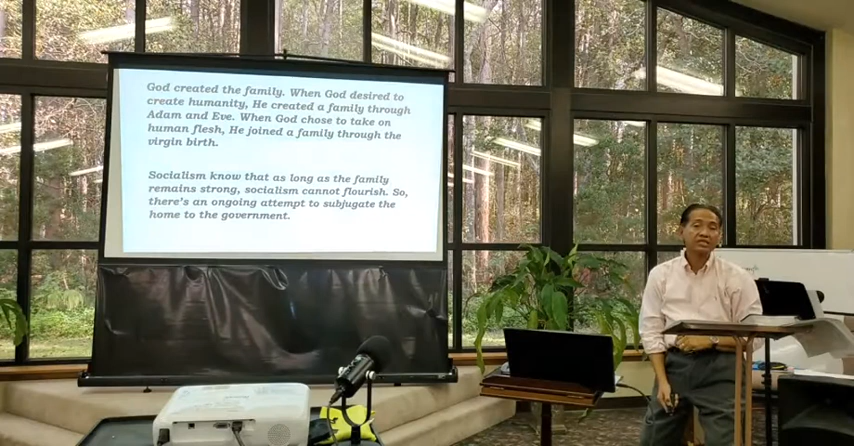 God created the family. When God desired to
create humanity, He created a family through
Adam and Eve. When God chose to take on
human flesh, He joined a family through the
virgin birth.
Socialism know that as long as the family
remains strong, socialism cannot flourish. So,
there's an ongoing attempt to subjugate the
home to the government.